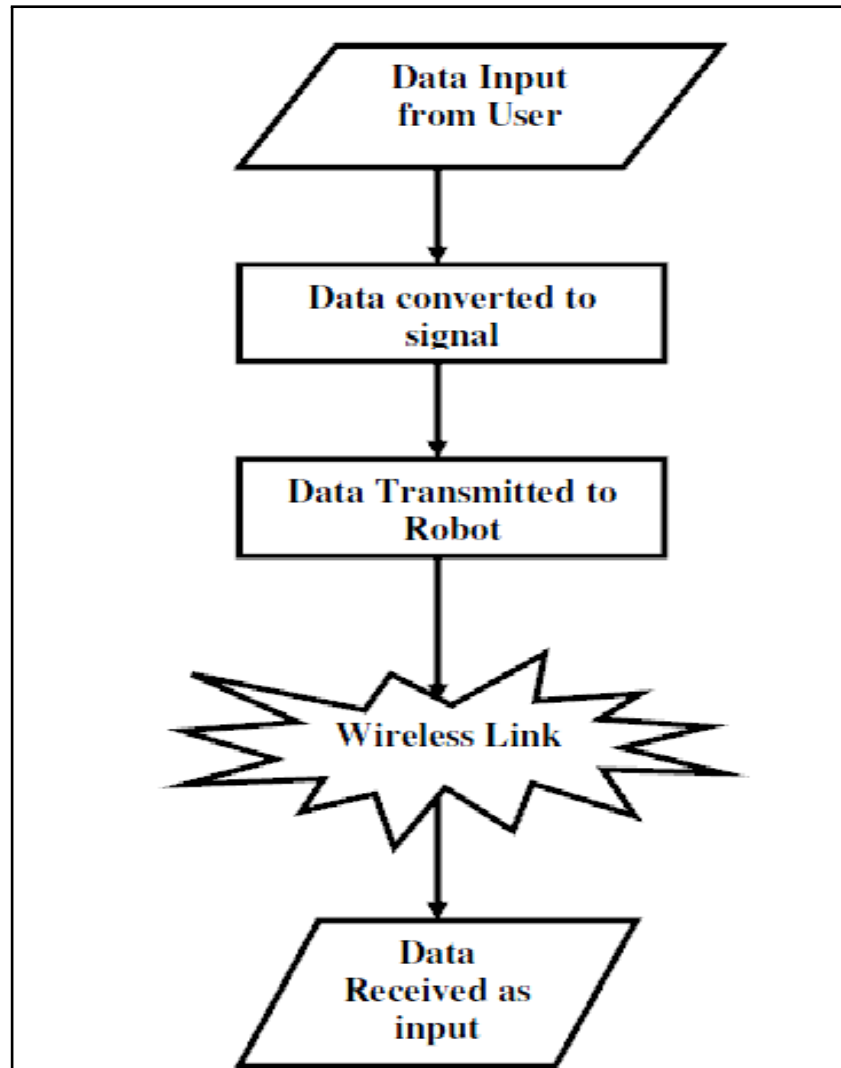 Data Input
from User
Data converted to
signal
Data Transmitted to
Robot
Wireless Link
Data
Received as
input